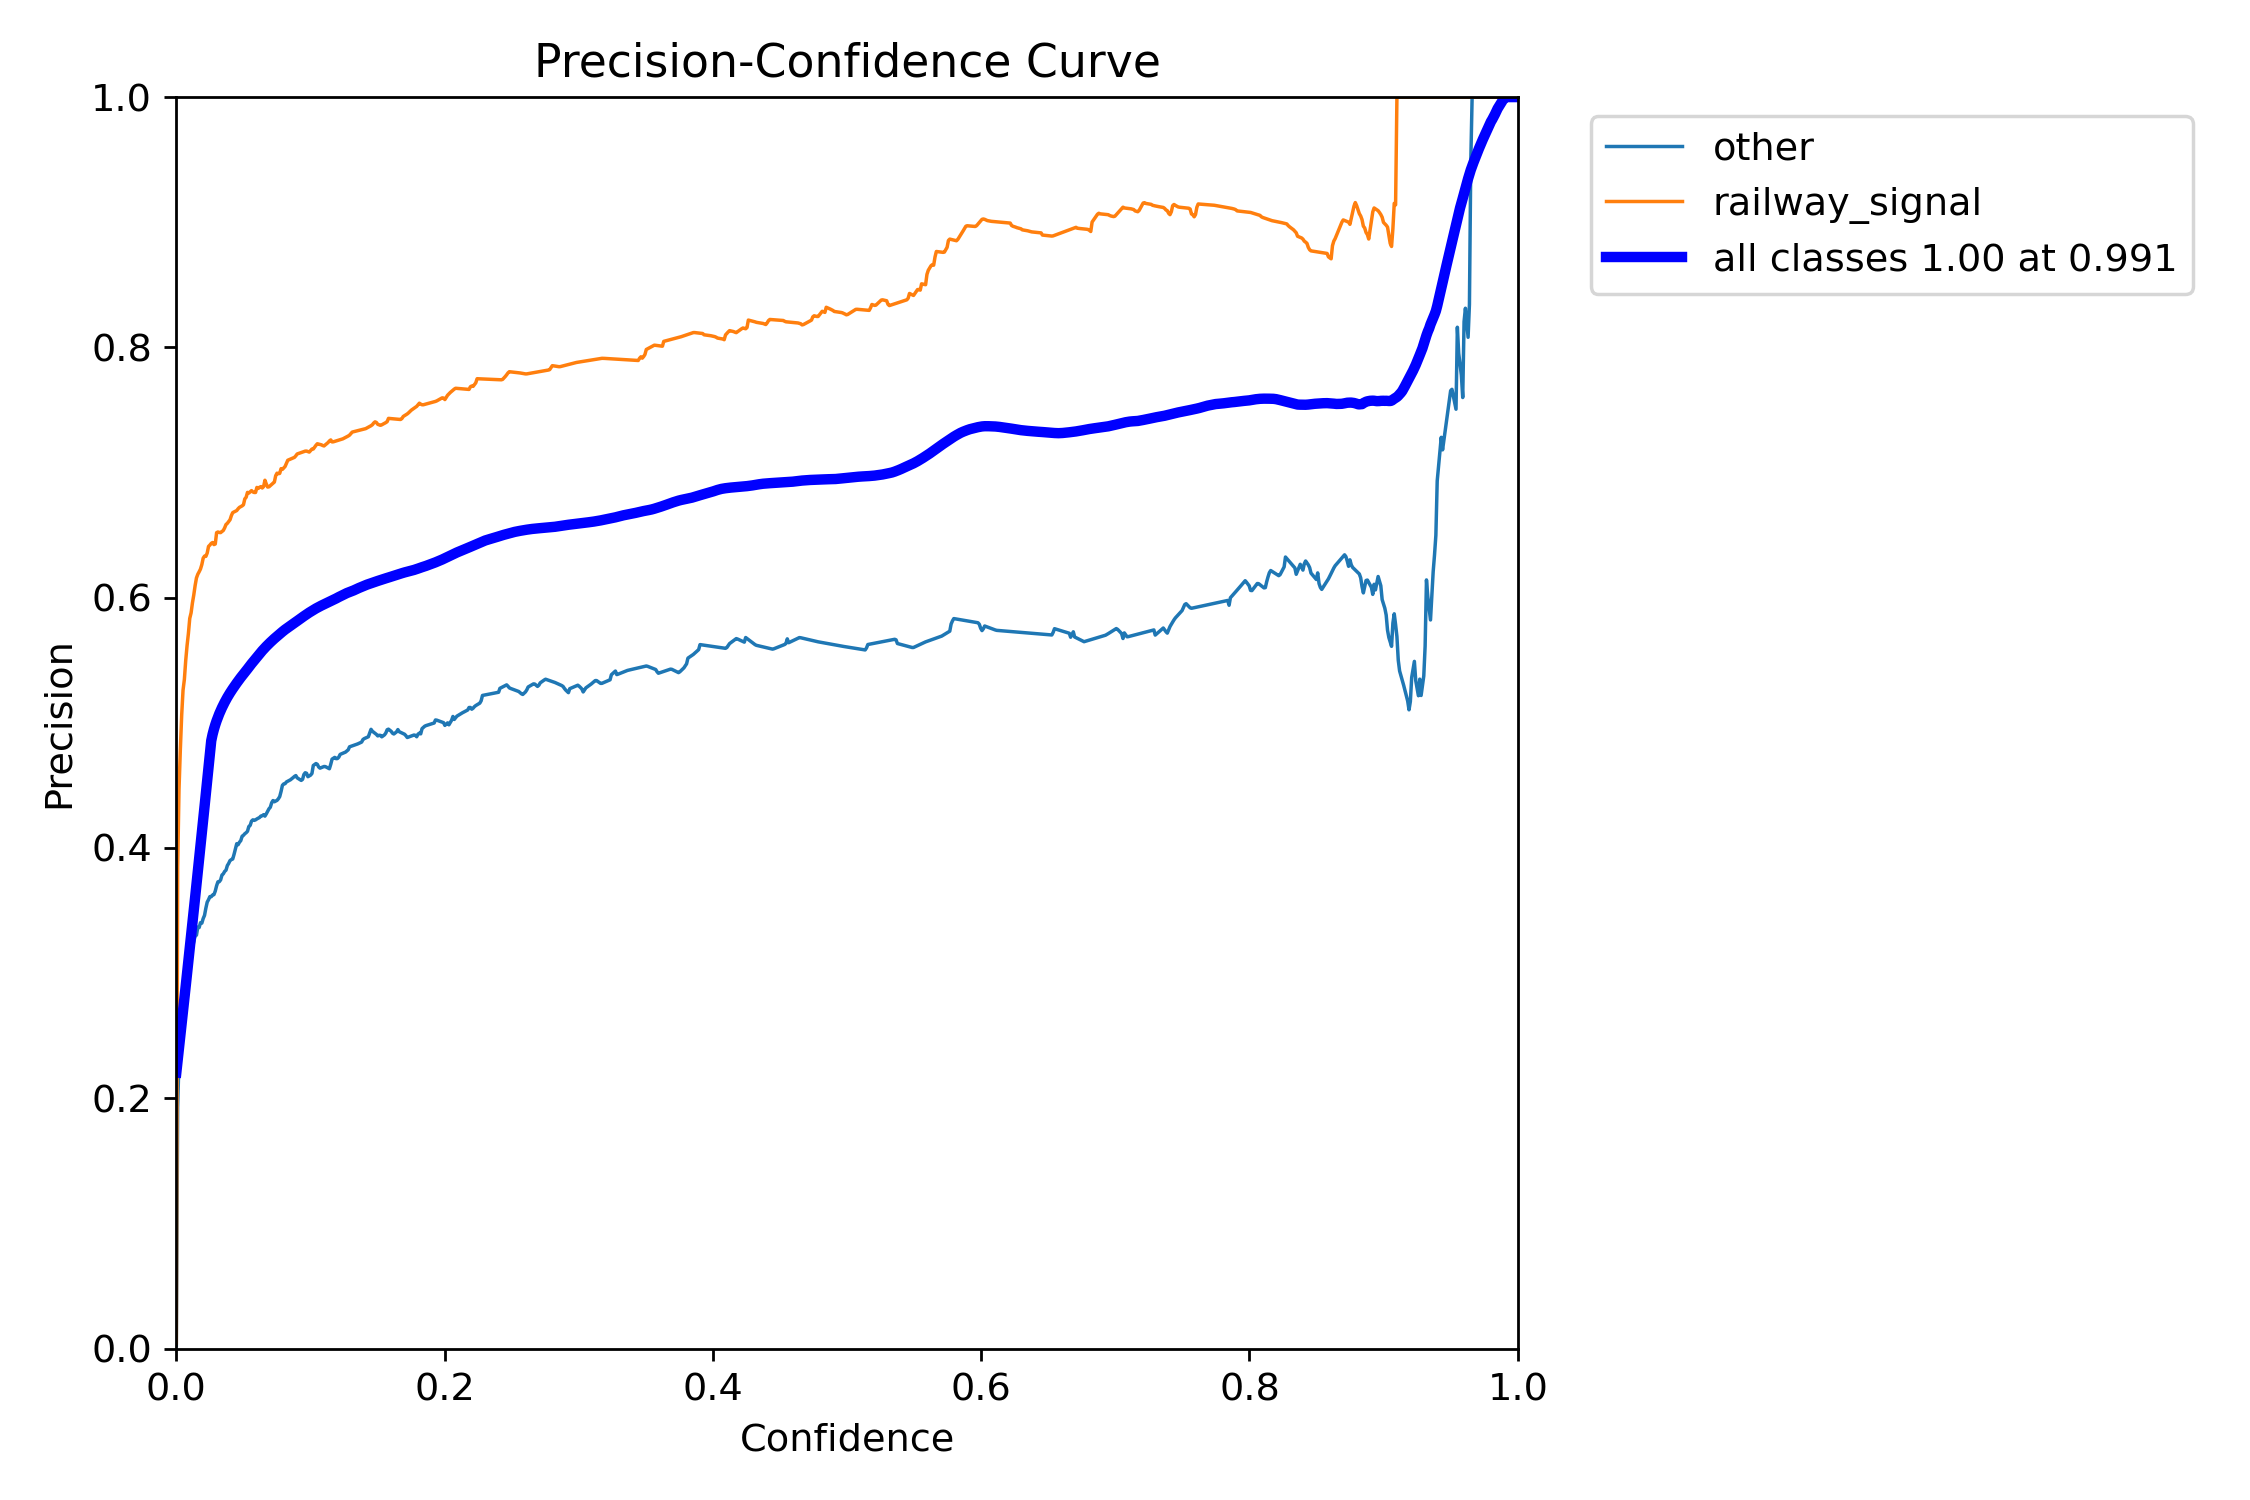 Precision-Confidence Curve
1.0
0.8
0.6
0.4
0.2
0.0
Precision
0.0 0.2 0.4 0.6 0.8 1.0
Confidence
other
railway_signal
all classes 1.00 at 0.991